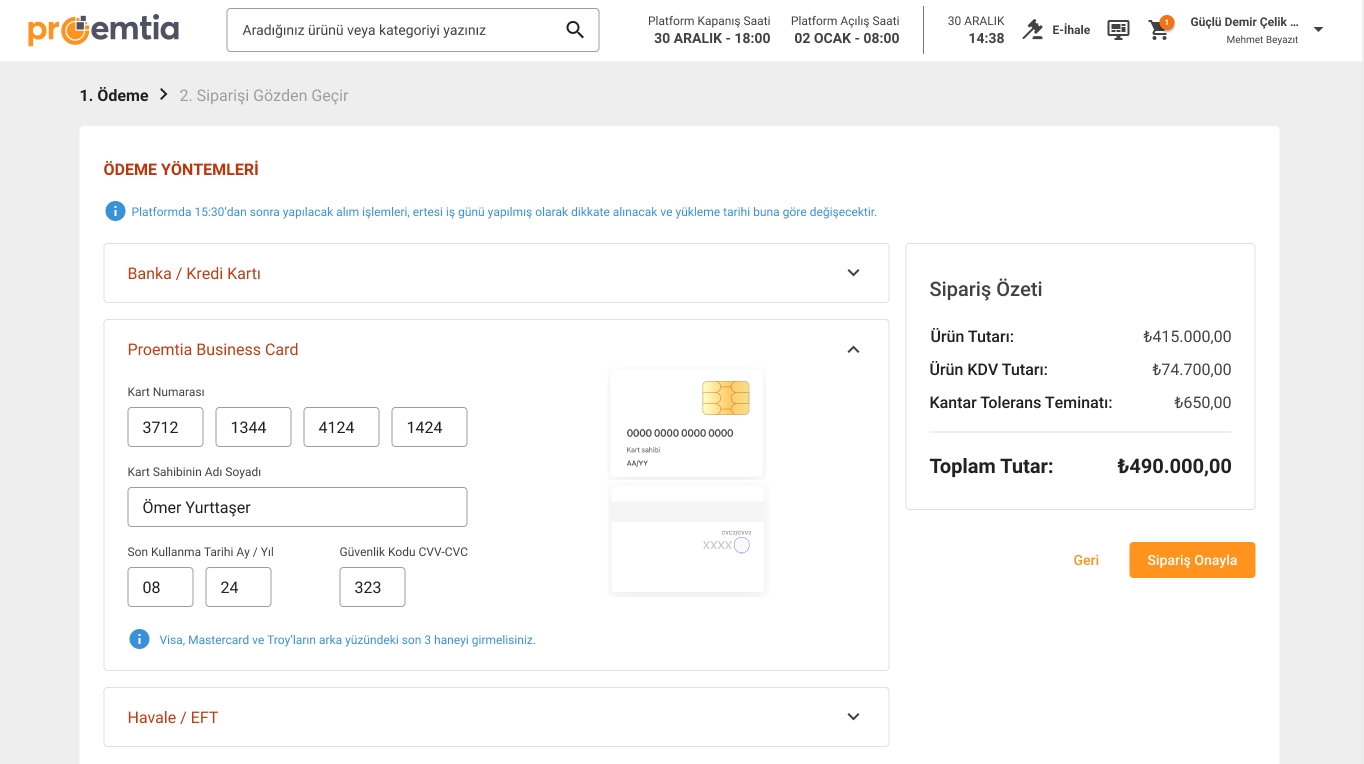 proemtia
Aradığınız ürünü veya kategoriyi yazınız
Platform Kapanış Saati
30 ARALIK - 18:00
Platform Açılış Saati
02 OCAK - 08:00
30 ARALIK
14:38
E-İhale
1
Güçlü Demir Çelik ...
Mehmet Beyazıt
1. Ödeme
2. Siparişi Gözden Geçir
ÖDEME YÖNTEMLERİ
Platformda 15:30'dan sonra yapılacak alım işlemleri, ertesi iş günü yapılmış olarak dikkate alınacak ve yükleme tarihi buna göre değişecektir.
Banka / Kredi Kartı
Proemtia Business Card
Kart Numarası
3712 1344 4124 1424
Kart Sahibinin Adı Soyadı
Ömer Yurttaşer
Son Kullanma Tarihi Ay / Yıl
08 24
Güvenlik Kodu CVV-CVC
323
Visa, Mastercard ve Troy'ların arka yüzündeki son 3 haneyi girmelisiniz.
0000 0000 0000 0000
Kart sahibi
AA/YY
CVC2/CVV2
XXXX
Havale / EFT
Sipariş Özeti
Ürün Tutarı: ₺415.000,00
Ürün KDV Tutarı: ₺74.700,00
Kantar Tolerans Teminatı: ₺650,00
Toplam Tutar: ₺490.000,00
Geri
Sipariş Onayla